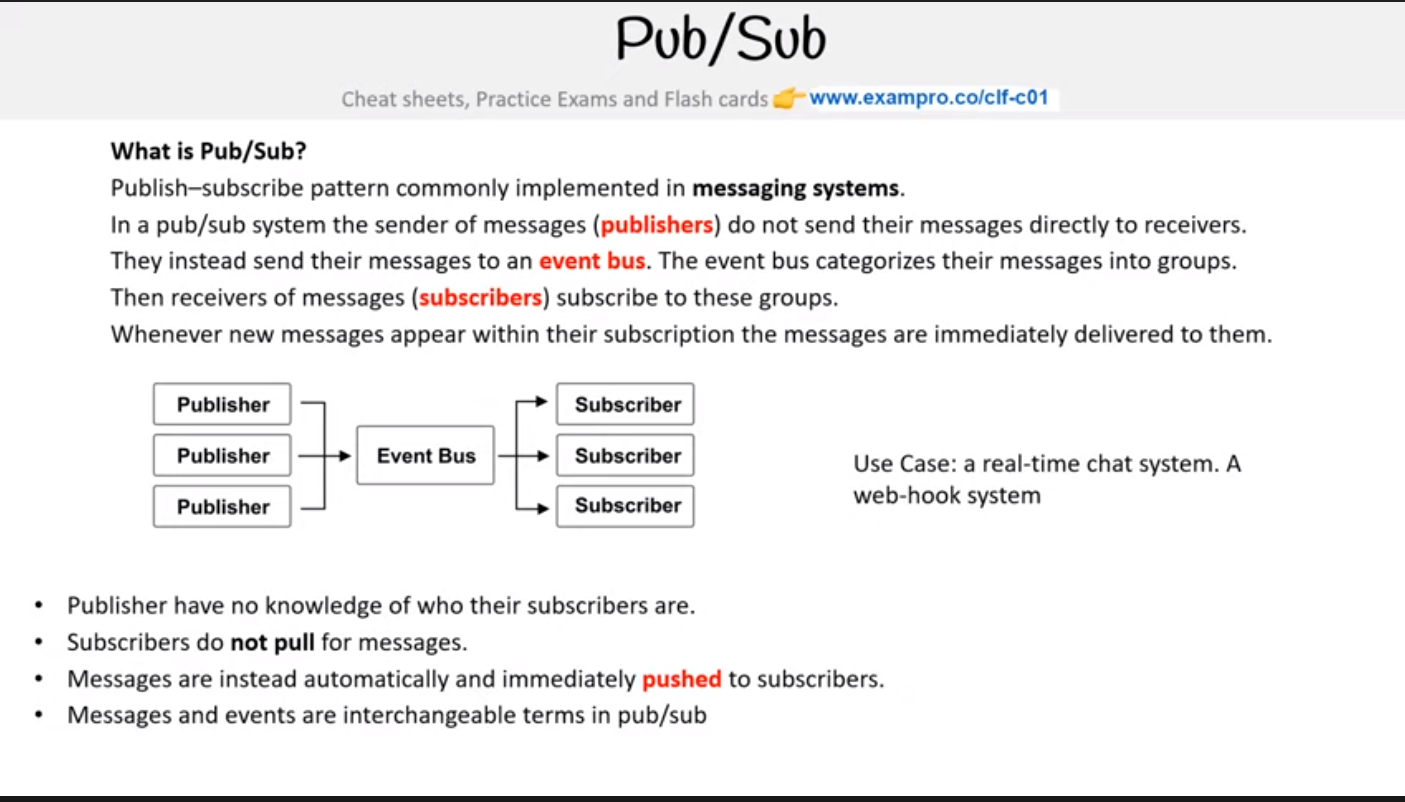 Pub/Sub
Cheat sheets, Practice Exams and Flash cards 👉 www.exampro.co/clf-c01
What is Pub/Sub?
Publish–subscribe pattern commonly implemented in messaging systems.
In a pub/sub system the sender of messages (publishers) do not send their messages directly to receivers.
They instead send their messages to an event bus. The event bus categorizes their messages into groups.
Then receivers of messages (subscribers) subscribe to these groups.
Whenever new messages appear within their subscription the messages are immediately delivered to them.
Publisher
Publisher
Publisher
Event Bus
Subscriber
Subscriber
Subscriber
Use Case: a real-time chat system. A
web-hook system
• Publisher have no knowledge of who their subscribers are.
• Subscribers do not pull for messages.
• Messages are instead automatically and immediately pushed to subscribers.
• Messages and events are interchangeable terms in pub/sub